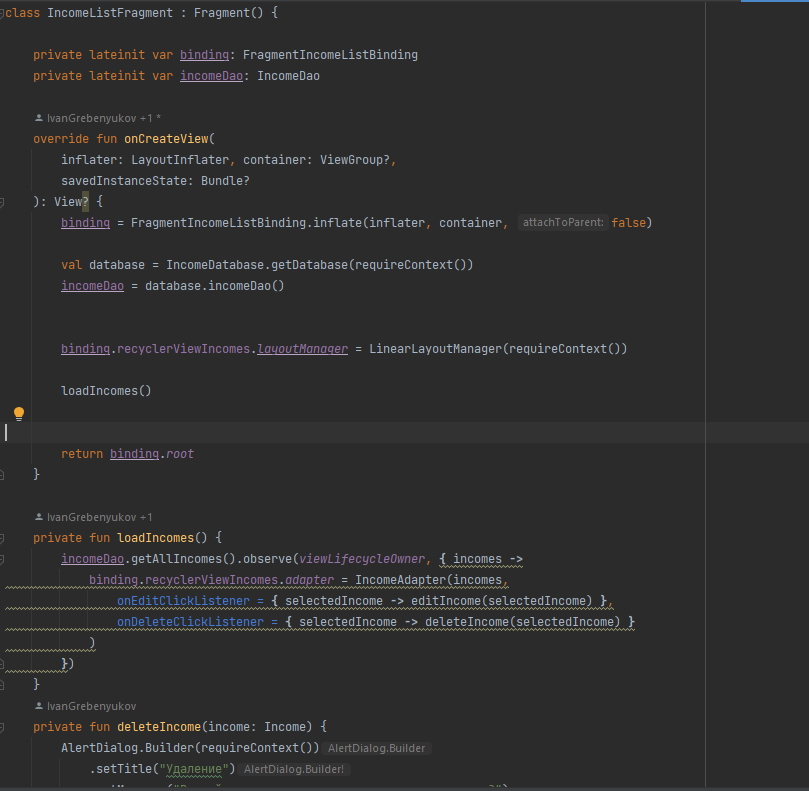 class IncomeListFragment : Fragment() {
private lateinit var binding: FragmentIncomeListBinding
private lateinit var incomeDao: IncomeDao
IvanGrebenyukov +1 *
override fun onCreateView(
inflater: LayoutInflater, container: ViewGroup?,
savedInstanceState: Bundle?
): View? {
binding = FragmentIncomeListBinding.inflate(inflater, container, attachToParent: false)
val database = IncomeDatabase.getDatabase(requireContext())
incomeDao = database.incomeDao()
binding.recyclerViewIncomes.layoutManager = LinearLayoutManager(requireContext())
loadIncomes()
return binding.root
}
IvanGrebenyukov +1
private fun loadIncomes() {
incomeDao.getAllIncomes().observe(viewLifecycleOwner, { incomes ->
binding.recyclerViewIncomes.adapter = IncomeAdapter(incomes,
onEditClickListener = { selectedIncome -> editIncome(selectedIncome) },
onDeleteClickListener = { selectedIncome -> deleteIncome(selectedIncome) }
)
})
}
IvanGrebenyukov
private fun deleteIncome(income: Income) {
AlertDialog.Builder(requireContext()) AlertDialog.Builder
.setTitle("Удаление") AlertDialog.Builder!